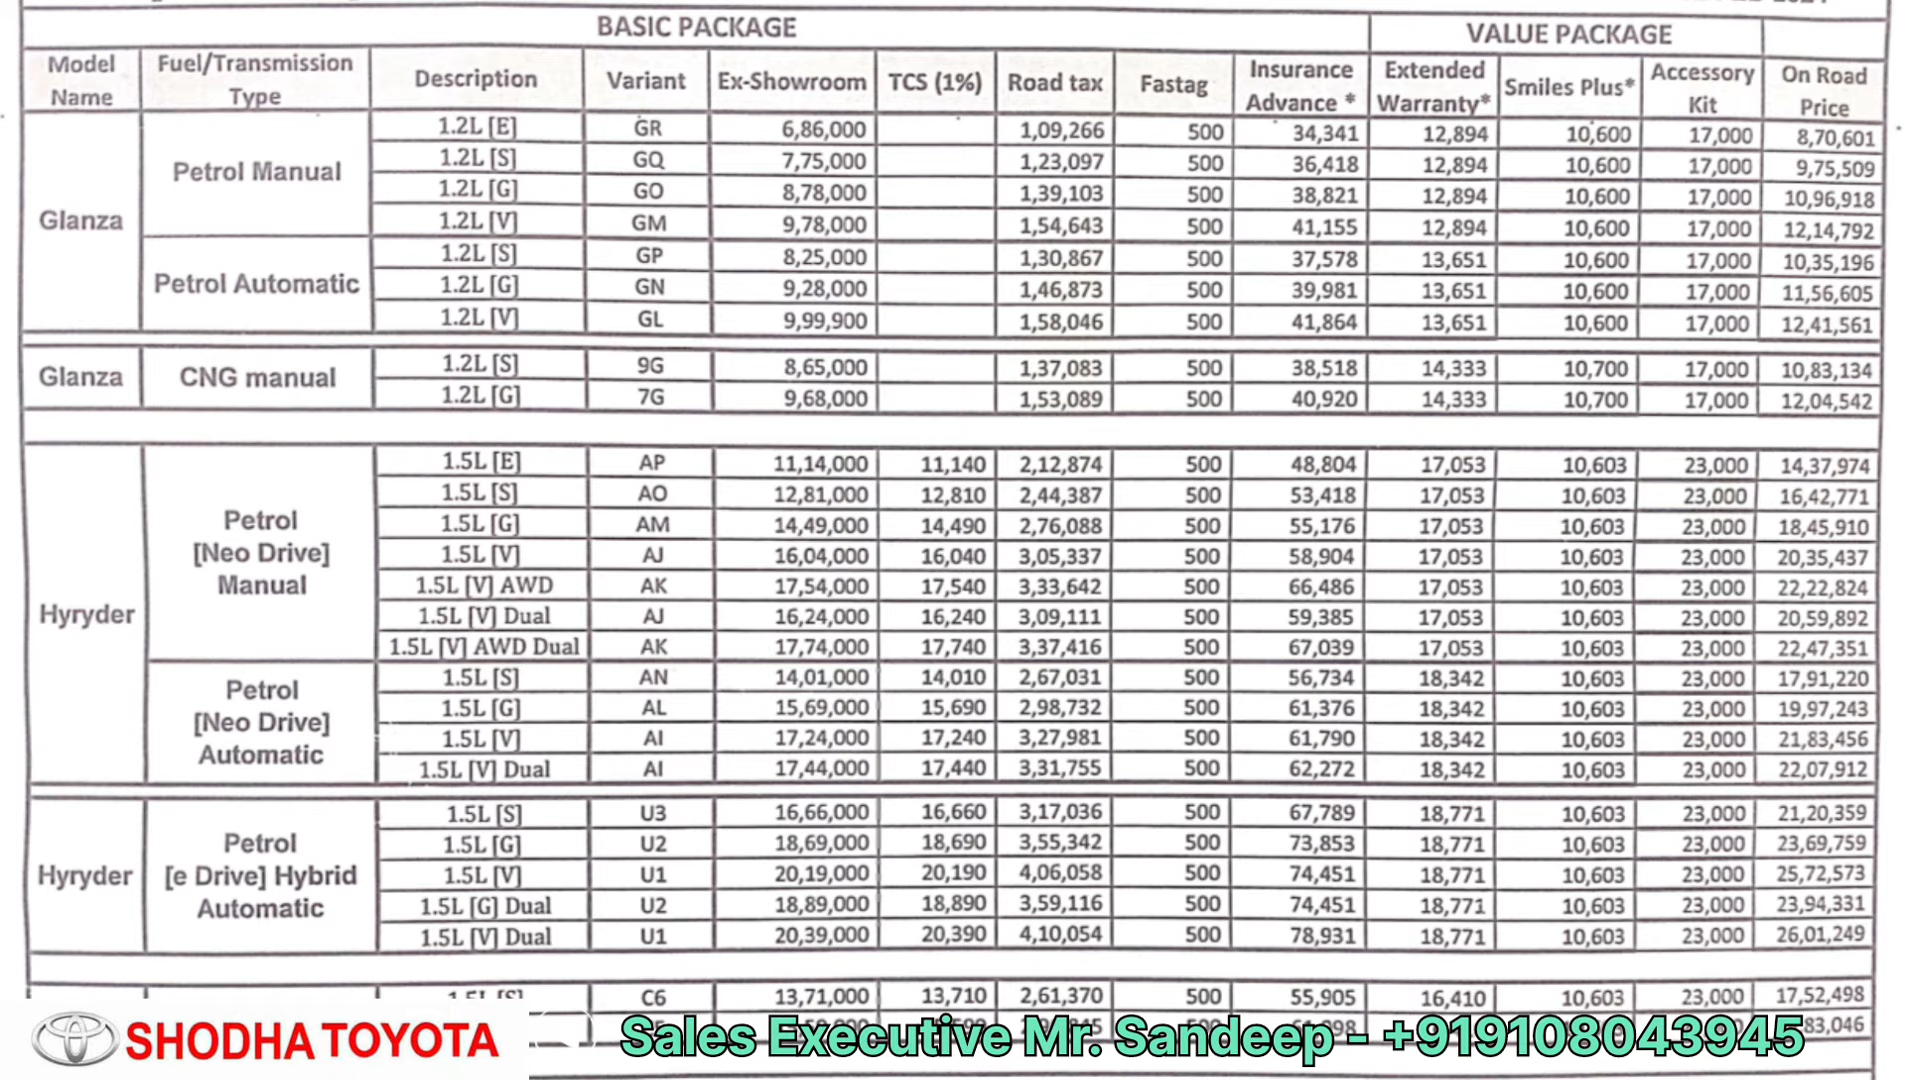 BASIC PACKAGE VALUE PACKAGE
Model Name Fuel/Transmission Type Description Variant Ex-Showroom TCS (1%) Road tax Fastag Insurance Advance * Extended Warranty* Smiles Plus* Accessory Kit On Road Price
Glanza
Petrol Manual
1.2L [E] GR 6,86,000 1,09,266 500 34,341 12,894 10,600 17,000 8,70,601
1.2L [S] GQ 7,75,000 1,23,097 500 36,418 12,894 10,600 17,000 9,75,509
1.2L [G] GO 8,78,000 1,39,103 500 38,821 12,894 10,600 17,000 10,96,918
1.2L [V] GM 9,78,000 1,54,643 500 41,155 12,894 10,600 17,000 12,14,792
Petrol Automatic
1.2L [S] GP 8,25,000 1,30,867 500 37,578 13,651 10,600 17,000 10,35,196
1.2L [G] GN 9,28,000 1,46,873 500 39,981 13,651 10,600 17,000 11,56,605
1.2L [V] GL 9,99,900 1,58,046 500 41,864 13,651 10,600 17,000 12,41,561
Glanza
CNG manual
1.2L [S] 9G 8,65,000 1,37,083 500 38,518 14,333 10,700 17,000 10,83,134
1.2L [G] 7G 9,68,000 1,53,089 500 40,920 14,333 10,700 17,000 12,04,542
Hyryder
Petrol
[Neo Drive]
Manual
1.5L [E] AP 11,14,000 11,140 2,12,874 500 48,804 17,053 10,603 23,000 14,37,974
1.5L [S] AO 12,81,000 12,810 2,44,387 500 53,418 17,053 10,603 23,000 16,42,771
1.5L [G] AM 14,49,000 14,490 2,76,088 500 55,176 17,053 10,603 23,000 18,45,910
1.5L [V] AJ 16,04,000 16,040 3,05,337 500 58,904 17,053 10,603 23,000 20,35,437
1.5L [V] AWD AK 17,54,000 17,540 3,33,642 500 66,486 17,053 10,603 23,000 22,22,824
1.5L [V] Dual AJ 16,24,000 16,240 3,09,111 500 59,385 17,053 10,603 23,000 20,59,892
1.5L [V] AWD Dual AK 17,74,000 17,740 3,37,416 500 67,039 17,053 10,603 23,000 22,47,351
Petrol
[Neo Drive]
Automatic
1.5L [S] AN 14,01,000 14,010 2,67,031 500 56,734 18,342 10,603 23,000 17,91,220
1.5L [G] AL 15,69,000 15,690 2,98,732 500 61,376 18,342 10,603 23,000 19,97,243
1.5L [V] AI 17,24,000 17,240 3,27,981 500 61,790 18,342 10,603 23,000 21,83,456
1.5L [V] Dual AI 17,44,000 17,440 3,31,755 500 62,272 18,342 10,603 23,000 22,07,912
Hyryder
Petrol
[e Drive] Hybrid
Automatic
1.5L [S] U3 16,66,000 16,660 3,17,036 500 67,789 18,771 10,603 23,000 21,20,359
1.5L [G] U2 18,69,000 18,690 3,55,342 500 73,853 18,771 10,603 23,000 23,69,759
1.5L [V] U1 20,19,000 20,190 4,06,058 500 74,451 18,771 10,603 23,000 25,72,573
1.5L [G] Dual U2 18,89,000 18,890 3,59,116 500 74,451 18,771 10,603 23,000 23,94,331
1.5L [V] Dual U1 20,39,000 20,390 4,10,054 500 78,931 18,771 10,603 23,000 26,01,249
C6 13,71,000 13,710 2,61,370 500 55,905 16,410 10,603 23,000 17,52,498
SHODHA TOYOTA
Sales Executive Mr. Sandeep - +919108043945